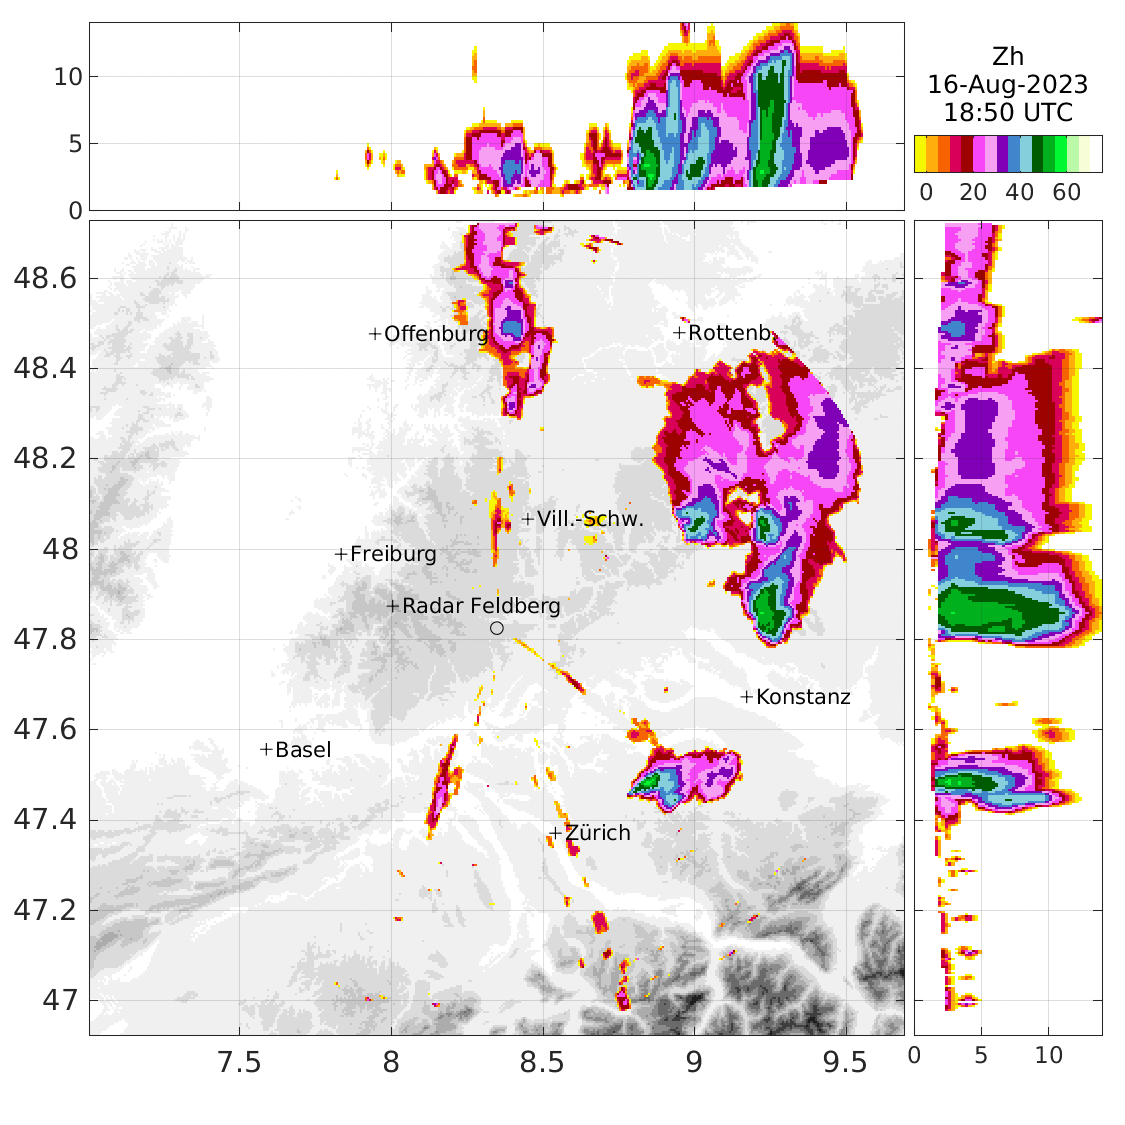 Zh
16-Aug-2023
18:50 UTC
0 20 40 60
10
5
0
48.6
48.4
48.2
48
47.8
47.6
47.4
47.2
47
+Offenburg
+Rottenb.
+Vill.-Schw.
+Freiburg
+Radar Feldberg
+Konstanz
+Basel
+Zürich
7.5 8 8.5 9 9.5
0 5 10